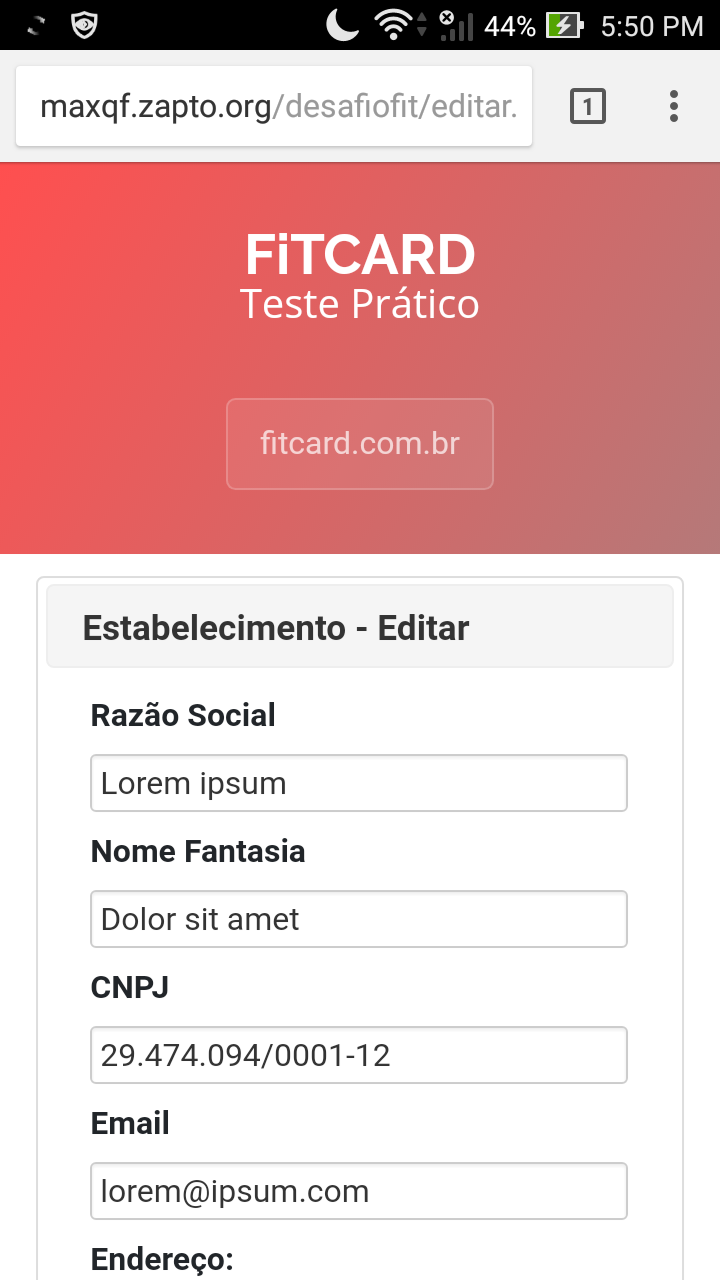 44% 5:50 PM
maxqf.zapto.org/desafiofit/editar.
1
FiTCARD
Teste Prático
fitcard.com.br
Estabelecimento - Editar
Razão Social
Lorem ipsum
Nome Fantasia
Dolor sit amet
CNPJ
29.474.094/0001-12
Email
lorem@ipsum.com
Endereço: